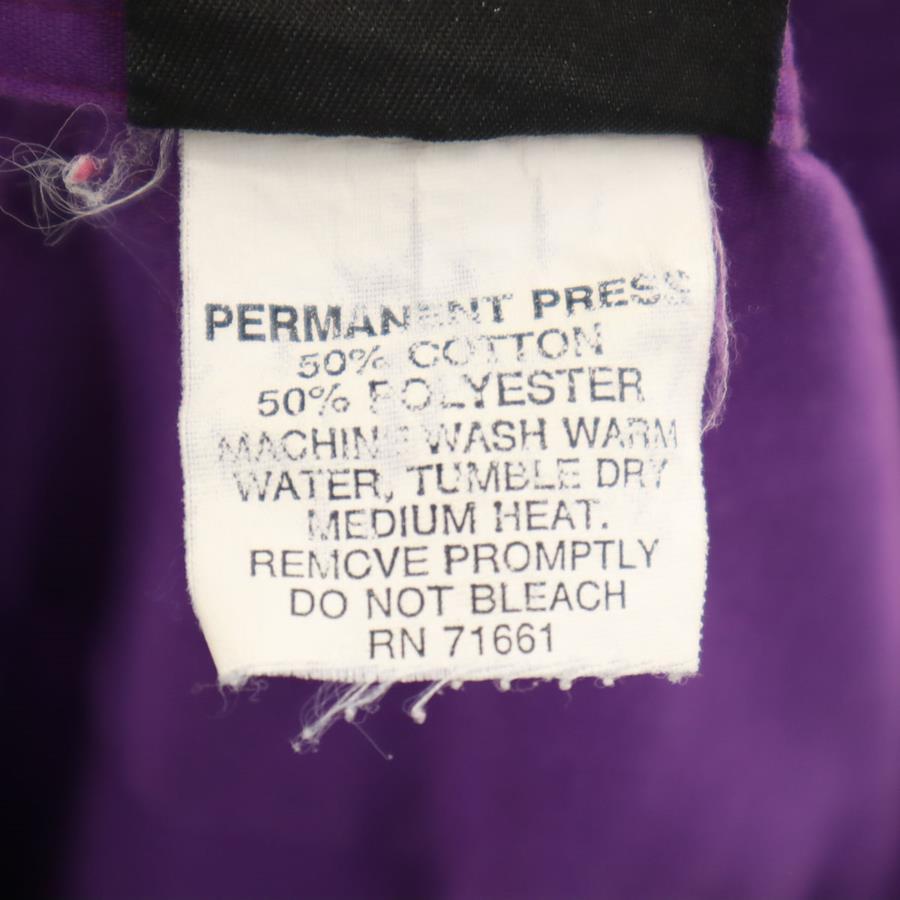 PERMANENT PRESS
50% COTTON
50% POLYESTER
MACHINE WASH WARM
WATER, TUMBLE DRY
MEDIUM HEAT.
REMOVE PROMPTLY
DO NOT BLEACH
RN 71661